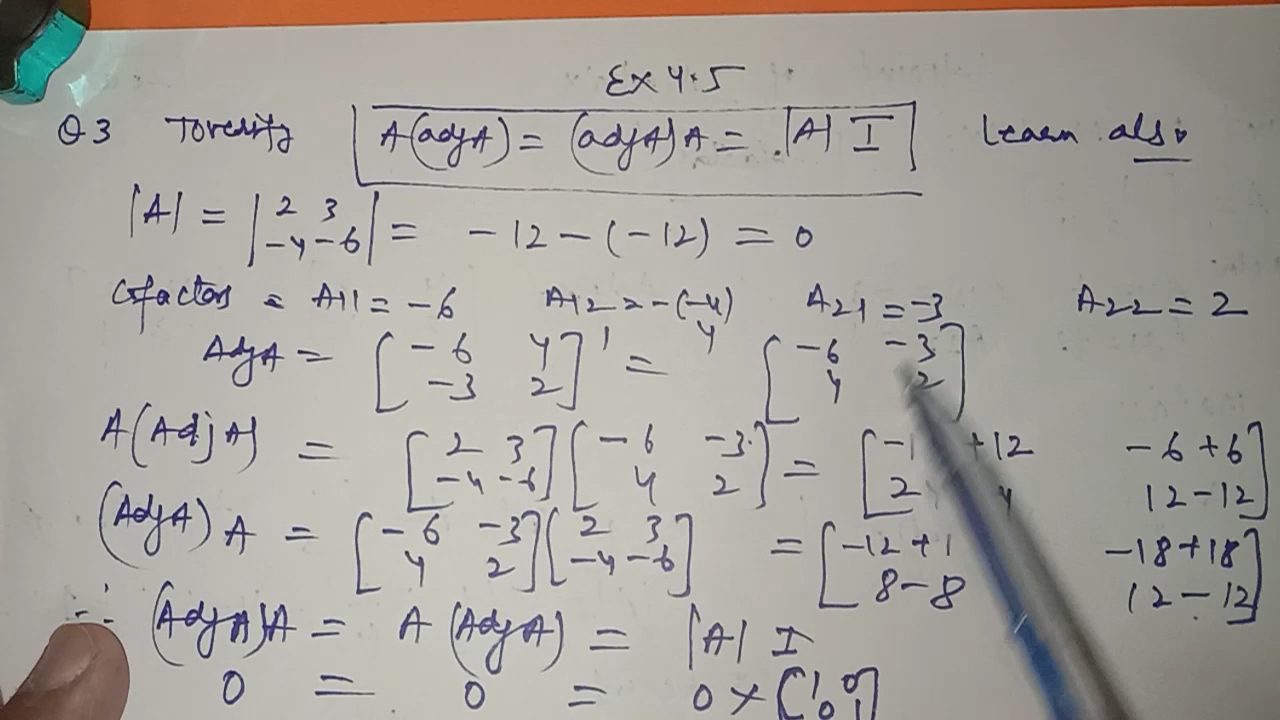 Ex 4.5
Q3 To verify A(adjA) = (adjA)A = |A| I Learn also
|A| = | 2 3 | = -12-(-12) = 0
| -4 -6 |
Cofactors = A11 = -6 A12 = -(-4) A21 = -3 A22 = 2
4
AdjA = [ -6 4 ]' = [ -6 -3 ]
[ -3 2 ] [ 4 2 ]
A(AdjA) = [ 2 3 ] [ -6 -3 ] = [ +12 -6+6 ]
[ -4 -6 ] [ 4 2 ] [ 2 4 12-12 ]
(AdjA)A = [ -6 -3 ] [ 2 3 ] = [ -12+1 -18+18 ]
[ 4 2 ] [ -4 -6 ] [ 8-8 12-12 ]
∴ (AdjA)A = A(AdjA) = |A| I
0 = 0 = 0 × [ 1 0 ]
[ 0 1 ]